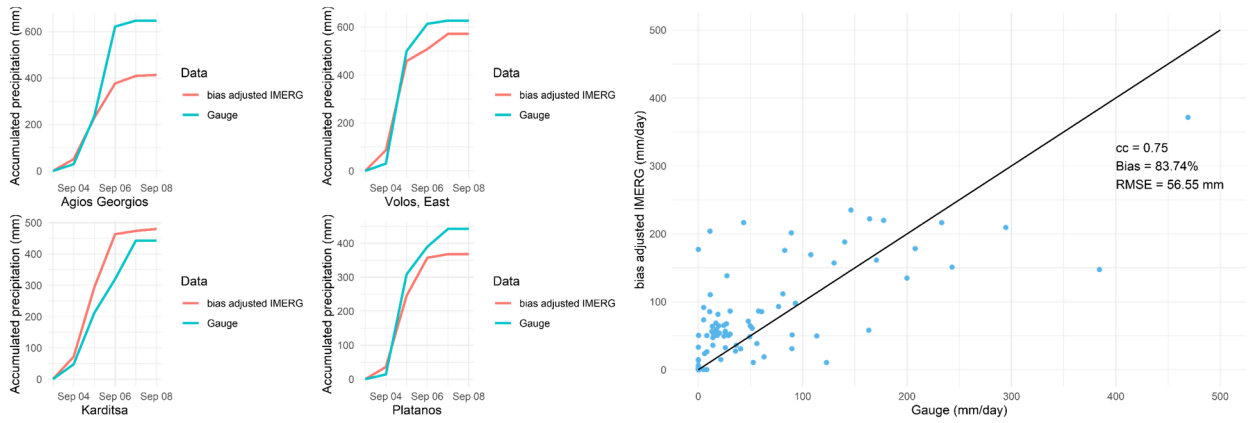 Accumulated precipitation (mm)
600
400
200
0
Sep 04 Sep 06 Sep 08
Agios Georgios
Data
bias adjusted IMERG
Gauge
Accumulated precipitation (mm)
600
400
200
0
Sep 04 Sep 06 Sep 08
Volos, East
Data
bias adjusted IMERG
Gauge
Accumulated precipitation (mm)
500
400
300
200
100
0
Sep 04 Sep 06 Sep 08
Karditsa
Data
bias adjusted IMERG
Gauge
Accumulated precipitation (mm)
400
300
200
100
0
Sep 04 Sep 06 Sep 08
Platanos
Data
bias adjusted IMERG
Gauge
bias adjusted IMERG (mm/day)
500
400
300
200
100
0
cc = 0.75
Bias = 83.74%
RMSE = 56.55 mm
0 100 200 300 400 500
Gauge (mm/day)